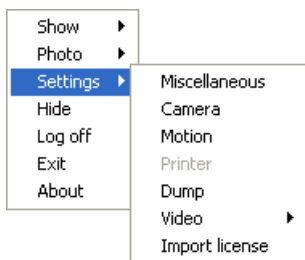 Show
Photo
Settings
Hide
Log off
Exit
About
Miscellaneous
Camera
Motion
Printer
Dump
Video
Import license